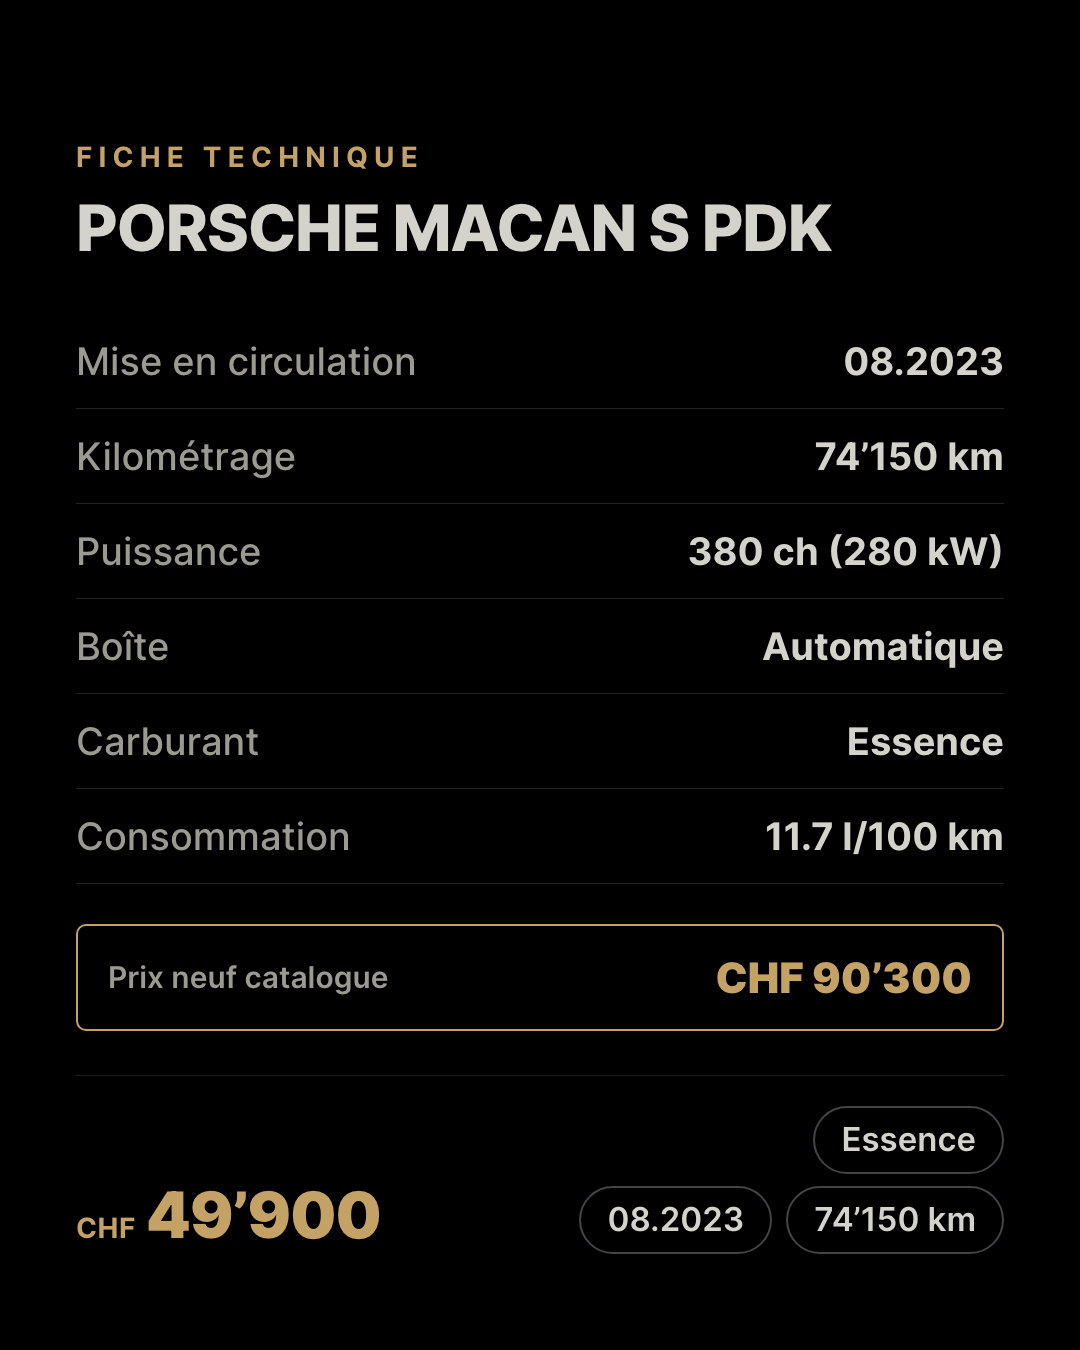 FICHE TECHNIQUE
PORSCHE MACAN S PDK
Mise en circulation 08.2023
Kilométrage 74’150 km
Puissance 380 ch (280 kW)
Boîte Automatique
Carburant Essence
Consommation 11.7 l/100 km
Prix neuf catalogue CHF 90’300
Essence
CHF 49’900 08.2023 74’150 km